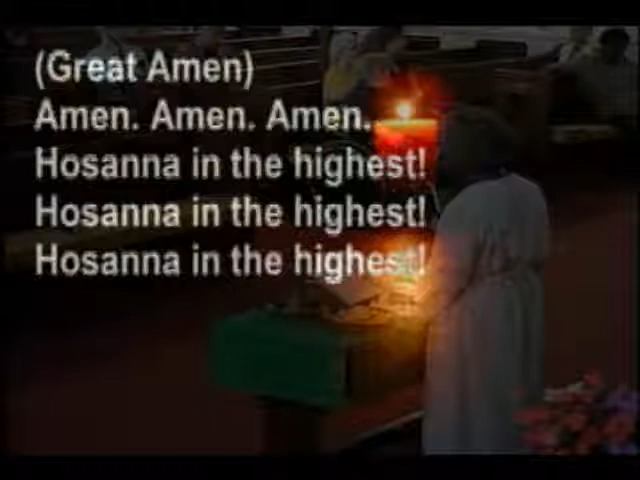 (Great Amen)
Amen. Amen. Amen.
Hosanna in the highest!
Hosanna in the highest!
Hosanna in the highest!